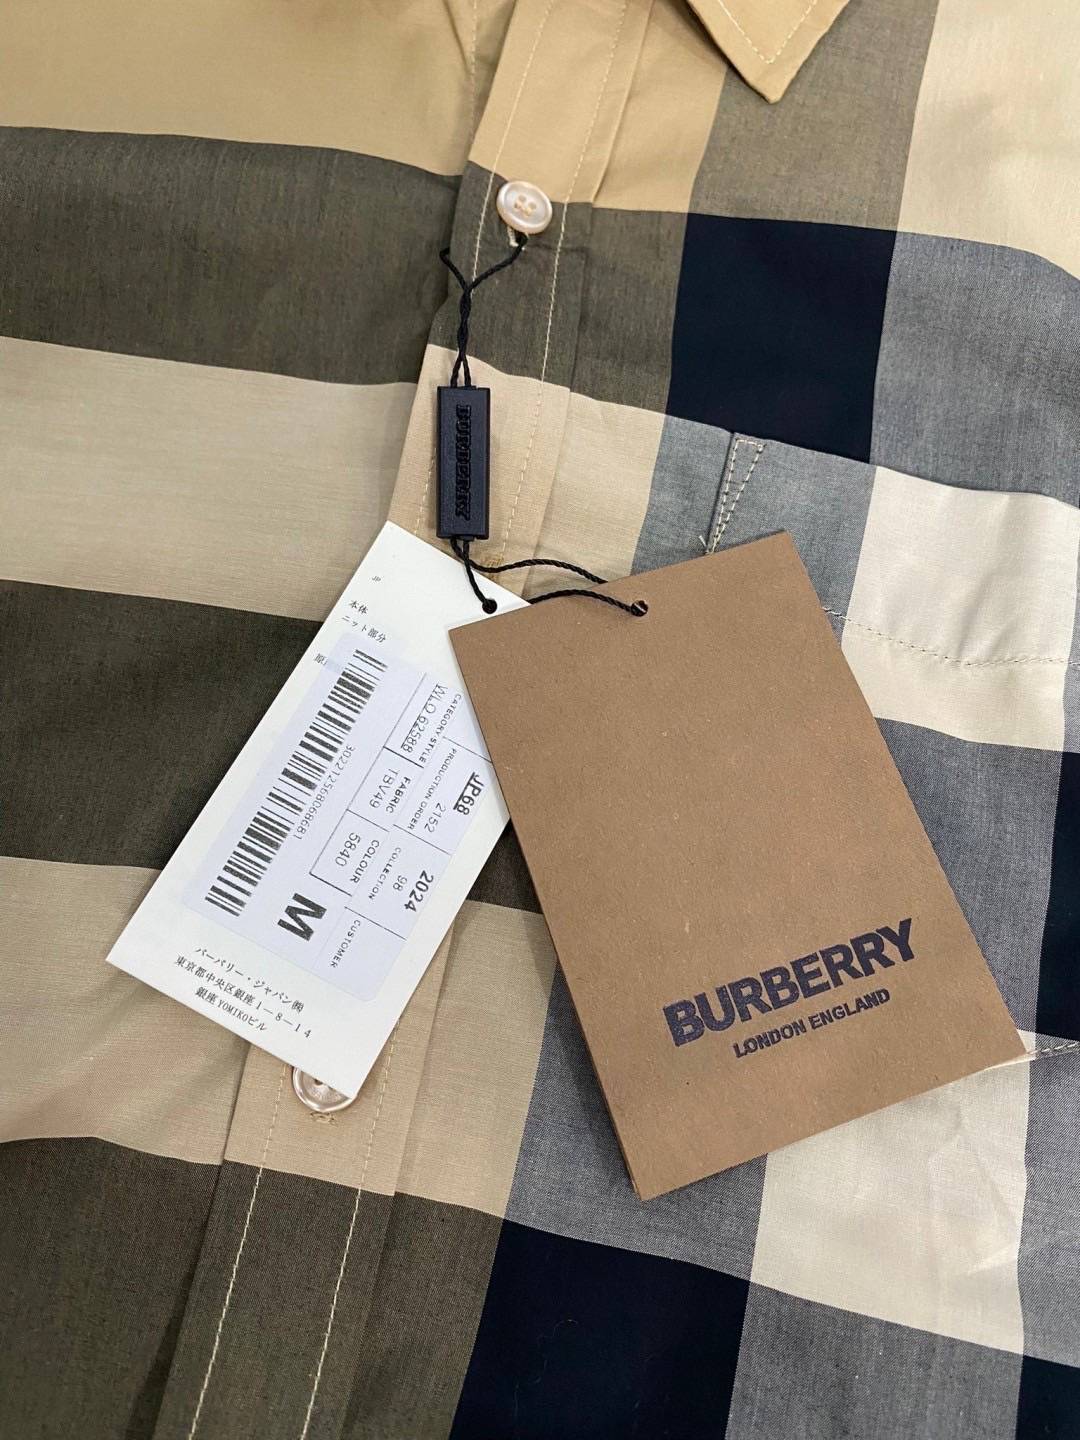 BURBERRY
JP
本体
ニット部分
原
3022125680686B1
CATEGORY/STYLE
WLO 62588
JP68
PRODUCTION ORDER
2152
2024
FABRIC
TBV49
COLLECTION
98
COLOUR
5840
CUSTOMER
M
バーバリー・ジャパン㈱
東京都中央区銀座1-8-14
銀座YOMIKOビル
BURBERRY
LONDON ENGLAND